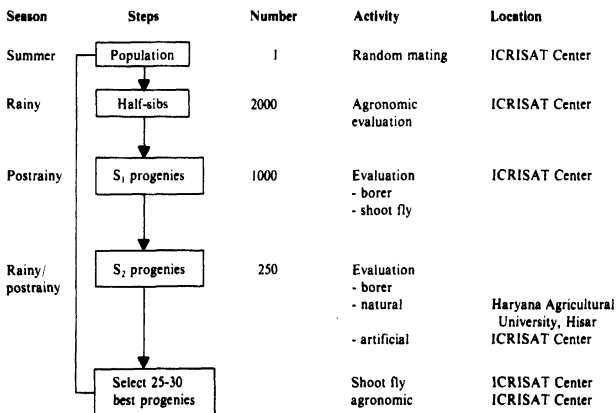 Season Steps Number Activity Location
Summer Population 1 Random mating ICRISAT Center
Rainy Half-sibs 2000 Agronomic ICRISAT Center
evaluation
Postrainy S₁ progenies 1000 Evaluation ICRISAT Center
- borer
- shoot fly
Rainy/ S₂ progenies 250 Evaluation
postrainy - borer
- natural Haryana Agricultural
University, Hisar
- artificial ICRISAT Center
Select 25-30 Shoot fly ICRISAT Center
best progenies agronomic ICRISAT Center